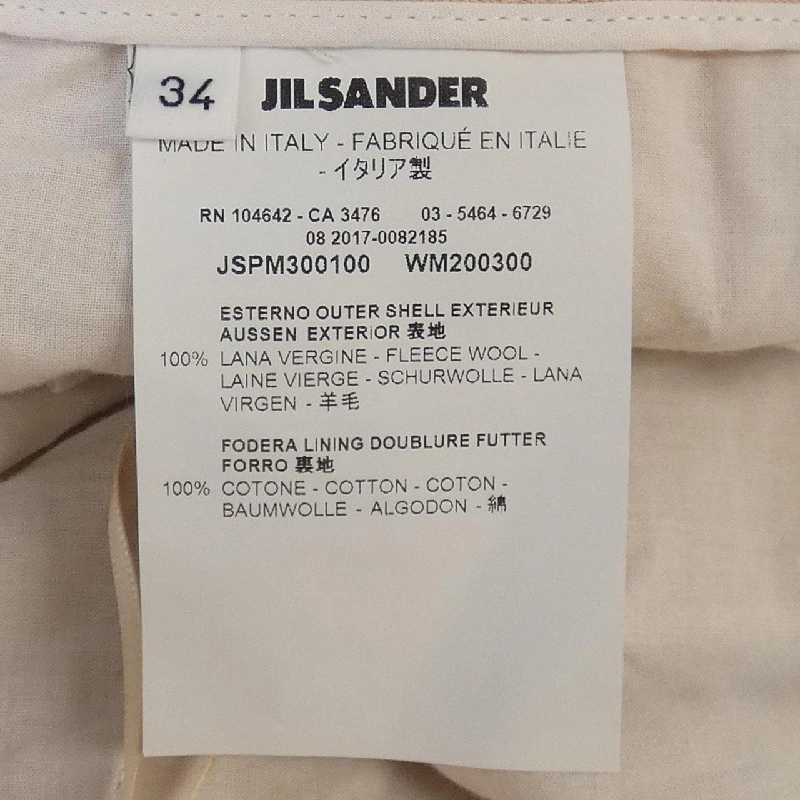 34
JIL SANDER
MADE IN ITALY - FABRIQUÉ EN ITALIE
- イタリア製
RN 104642 - CA 3476 03 - 5464 - 6729
08 2017-0082185
JSPM300100 WM200300
ESTERNO OUTER SHELL EXTERIEUR
AUSSEN EXTERIOR 表地
100% LANA VERGINE - FLEECE WOOL -
LAINE VIERGE - SCHURWOLLE - LANA
VIRGEN - 羊毛
FODERA LINING DOUBLURE FUTTER
FORRO 裏地
100% COTONE - COTTON - COTON -
BAUMWOLLE - ALGODON - 綿